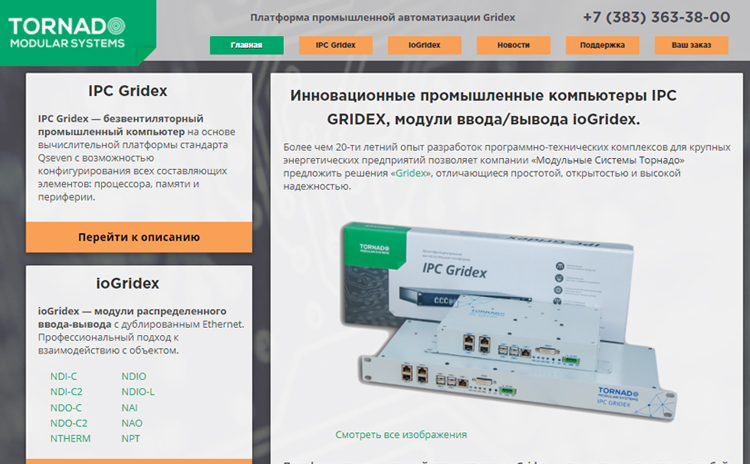 TORNADO
MODULAR SYSTEMS
Платформа промышленной автоматизации Gridex
+7 (383) 363-38-00
Главная
IPC Gridex
IoGridex
Новости
Поддержка
Ваш заказ
IPC Gridex
IPC Gridex — безвентиляторный
промышленный компьютер на основе
вычислительной платформы стандарта
Qseven с возможностью
конфигурирования всех составляющих
элементов: процессора, памяти и
периферии.
Перейти к описанию
ioGridex
ioGridex — модули распределенного
ввода-вывода с дублированным Ethernet.
Профессиональный подход к
взаимодействию с объектом.
NDI-C NDIO
NDI-C2 NDIO-L
NDO-C NAI
NDO-C2 NAO
NTHERM NPT
Инновационные промышленные компьютеры IPC
GRIDEX, модули ввода/вывода ioGridex.
Более чем 20-ти летний опыт разработок программно-технических комплексов для крупных
энергетических предприятий позволяет компании «Модульные Системы Торнадо»
предложить решения «Gridex», отличающиеся простотой, открытостью и высокой
надежностью.
TORNADO
MODULAR SYSTEMS
IPC Gridex
IPC Gridex
TORNADO
TORNADO
MODULAR SYSTEMS
IPC GRIDEX
Смотреть все изображения